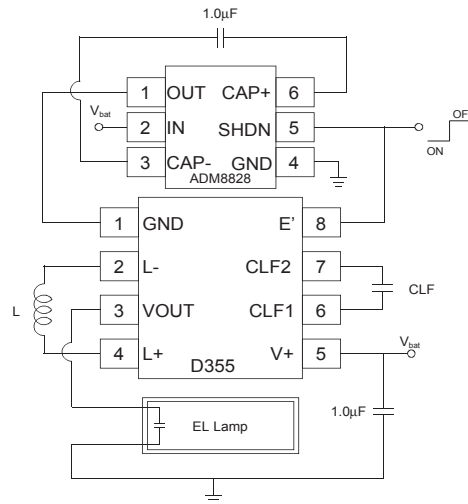 1.0µF
1 OUT CAP+ 6
Vbat
2 IN SHDN 5
OF
ON
3 CAP- GND 4
ADM8828
1 GND E' 8
2 L- CLF2 7
L
CLF
3 VOUT CLF1 6
4 L+ V+ 5
Vbat
D355
1.0µF
EL Lamp